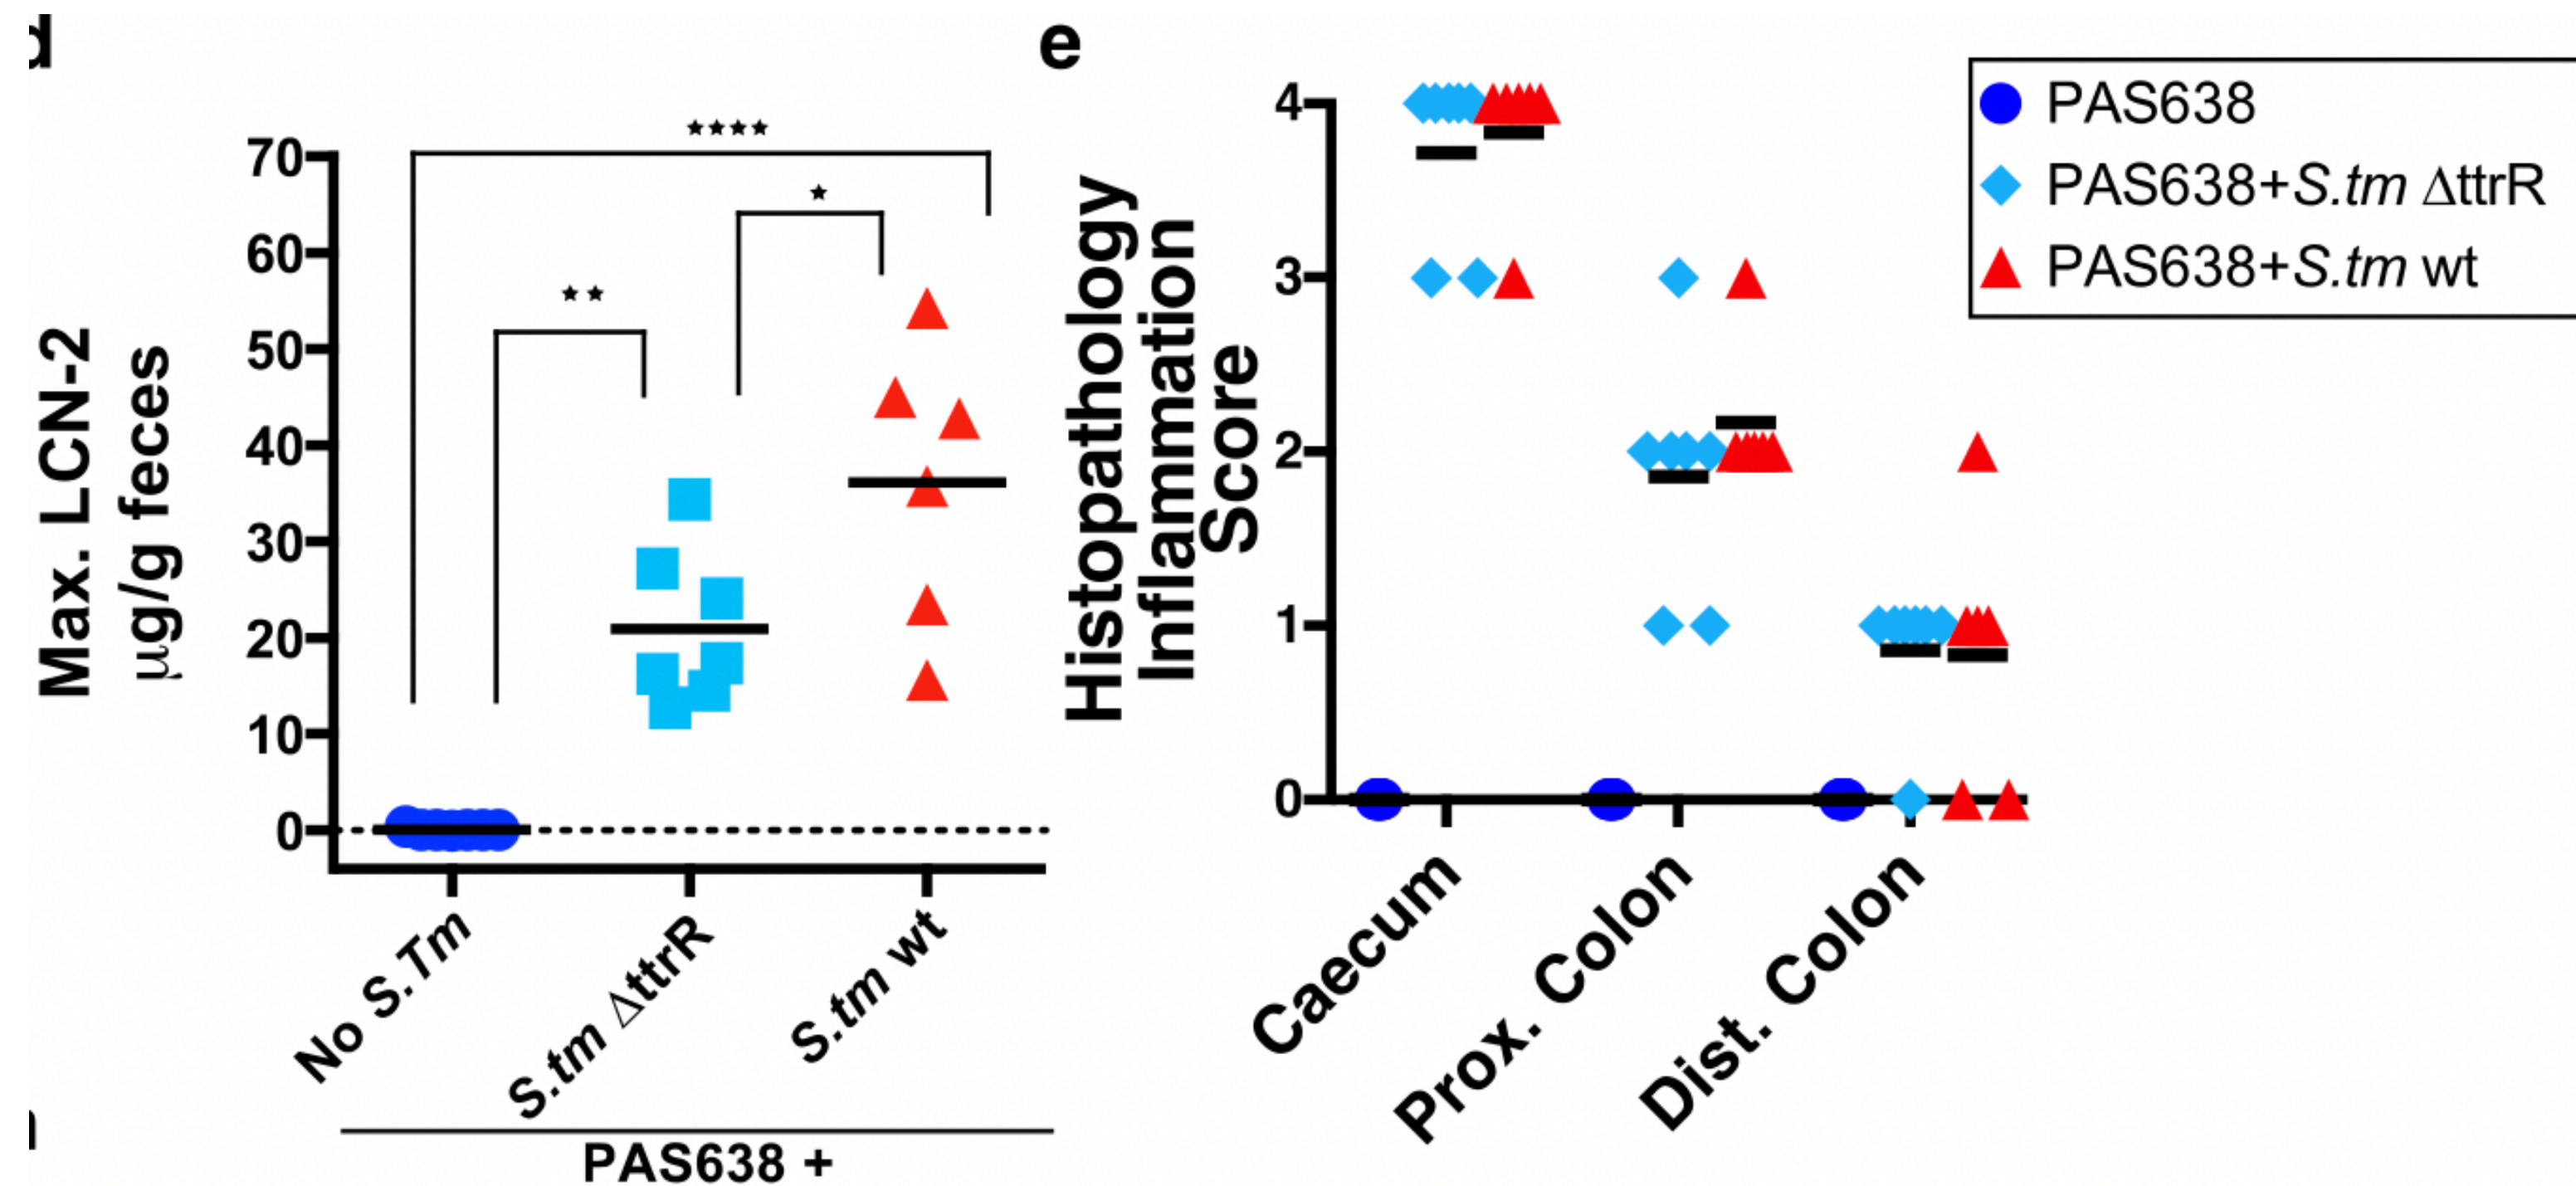 d
Max. LCN-2
µg/g feces
70
60
50
40
30
20
10
0
****
**
*
No S.Tm
S.tm ΔttrR
S.tm wt
PAS638 +
e
Histopathology
Inflammation
Score
4
3
2
1
0
Caecum
Prox. Colon
Dist. Colon
PAS638
PAS638+S.tm ΔttrR
PAS638+S.tm wt